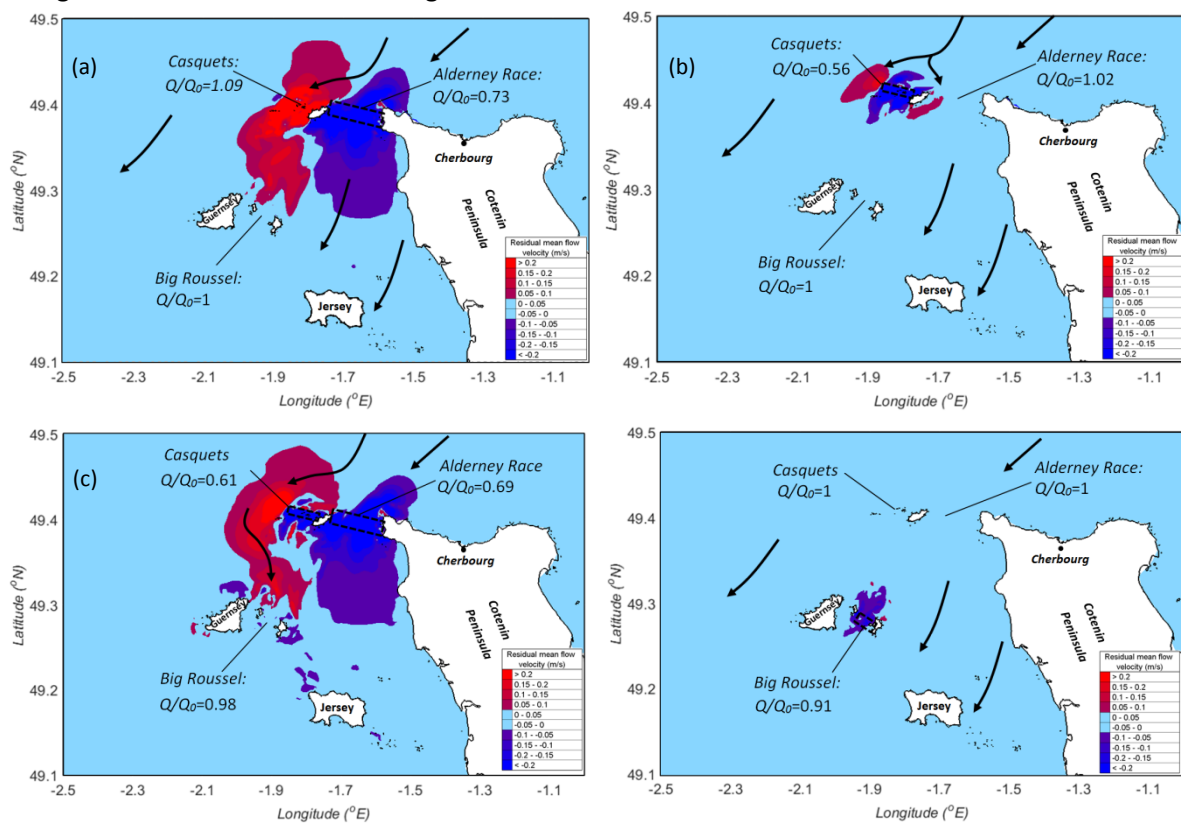 49.5
49.4
49.3
49.2
49.1
Latitude (°N)
(a)
Casquets:
Q/Q₀=1.09
Alderney Race:
Q/Q₀=0.73
Cherbourg
Cotenin
Peninsula
Guernsey
Big Roussel:
Q/Q₀=1
Jersey
Residual mean flow
velocity (m/s)
> 0.2
0.15 - 0.2
0.1 - 0.15
0.05 - 0.1
0 - 0.05
-0.05 - 0
-0.1 - -0.05
-0.15 - -0.1
-0.2 - -0.15
< -0.2
-2.5 -2.3 -2.1 -1.9 -1.7 -1.5 -1.3 -1.1
Longitude (°E)
49.5
49.4
49.3
49.2
49.1
Latitude (°N)
(b)
Casquets:
Q/Q₀=0.56
Alderney Race:
Q/Q₀=1.02
Cherbourg
Cotenin
Peninsula
Guernsey
Big Roussel:
Q/Q₀=1
Jersey
Residual mean flow
velocity (m/s)
> 0.2
0.15 - 0.2
0.1 - 0.15
0.05 - 0.1
0 - 0.05
-0.05 - 0
-0.1 - -0.05
-0.15 - -0.1
-0.2 - -0.15
< -0.2
-2.5 -2.3 -2.1 -1.9 -1.7 -1.5 -1.3 -1.1
Longitude (°E)
49.5
49.4
49.3
49.2
49.1
Latitude (°N)
(c)
Casquets
Q/Q₀=0.61
Alderney Race
Q/Q₀=0.69
Cherbourg
Cotenin
Peninsula
Guernsey
Big Roussel:
Q/Q₀=0.98
Jersey
Residual mean flow
velocity (m/s)
> 0.2
0.15 - 0.2
0.1 - 0.15
0.05 - 0.1
0 - 0.05
-0.05 - 0
-0.1 - -0.05
-0.15 - -0.1
-0.2 - -0.15
< -0.2
-2.5 -2.3 -2.1 -1.9 -1.7 -1.5 -1.3 -1.1
Longitude (°E)
49.5
49.4
49.3
49.2
49.1
Latitude (°N)
Casquets
Q/Q₀=1
Alderney Race:
Q/Q₀=1
Cherbourg
Cotenin
Peninsula
Guernsey
Big Roussel:
Q/Q₀=0.91
Jersey
Residual mean flow
velocity (m/s)
> 0.2
0.15 - 0.2
0.1 - 0.15
0.05 - 0.1
0 - 0.05
-0.05 - 0
-0.1 - -0.05
-0.15 - -0.1
-0.2 - -0.15
< -0.2
-2.5 -2.3 -2.1 -1.9 -1.7 -1.5 -1.3 -1.1
Longitude (°E)